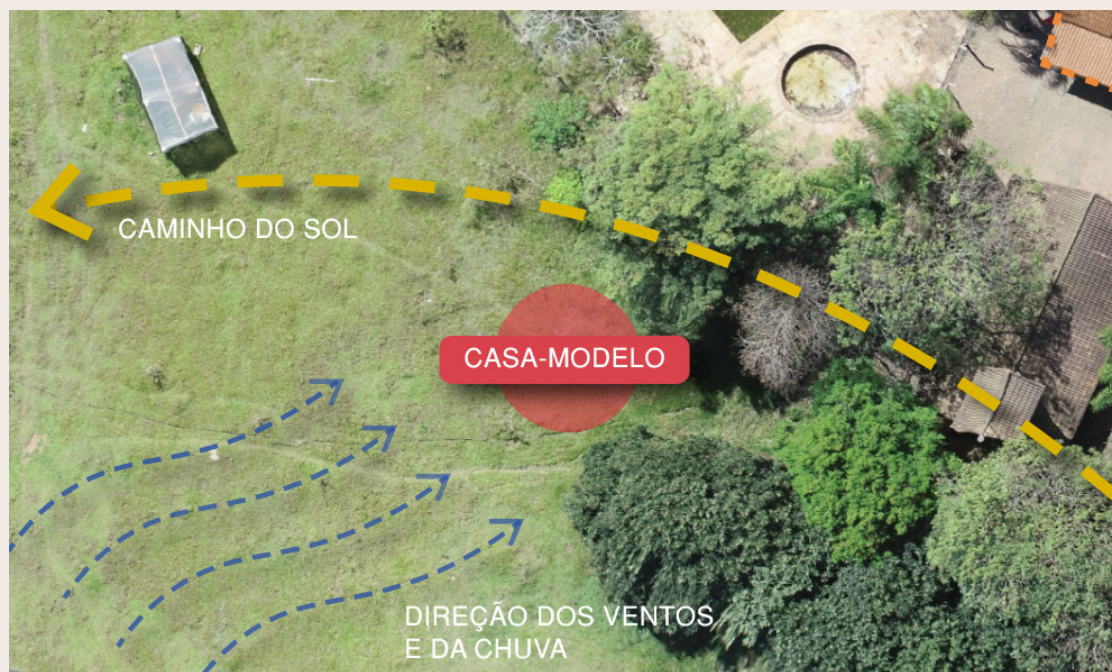 CAMINHO DO SOL
CASA-MODELO
DIREÇÃO DOS VENTOS
E DA CHUVA